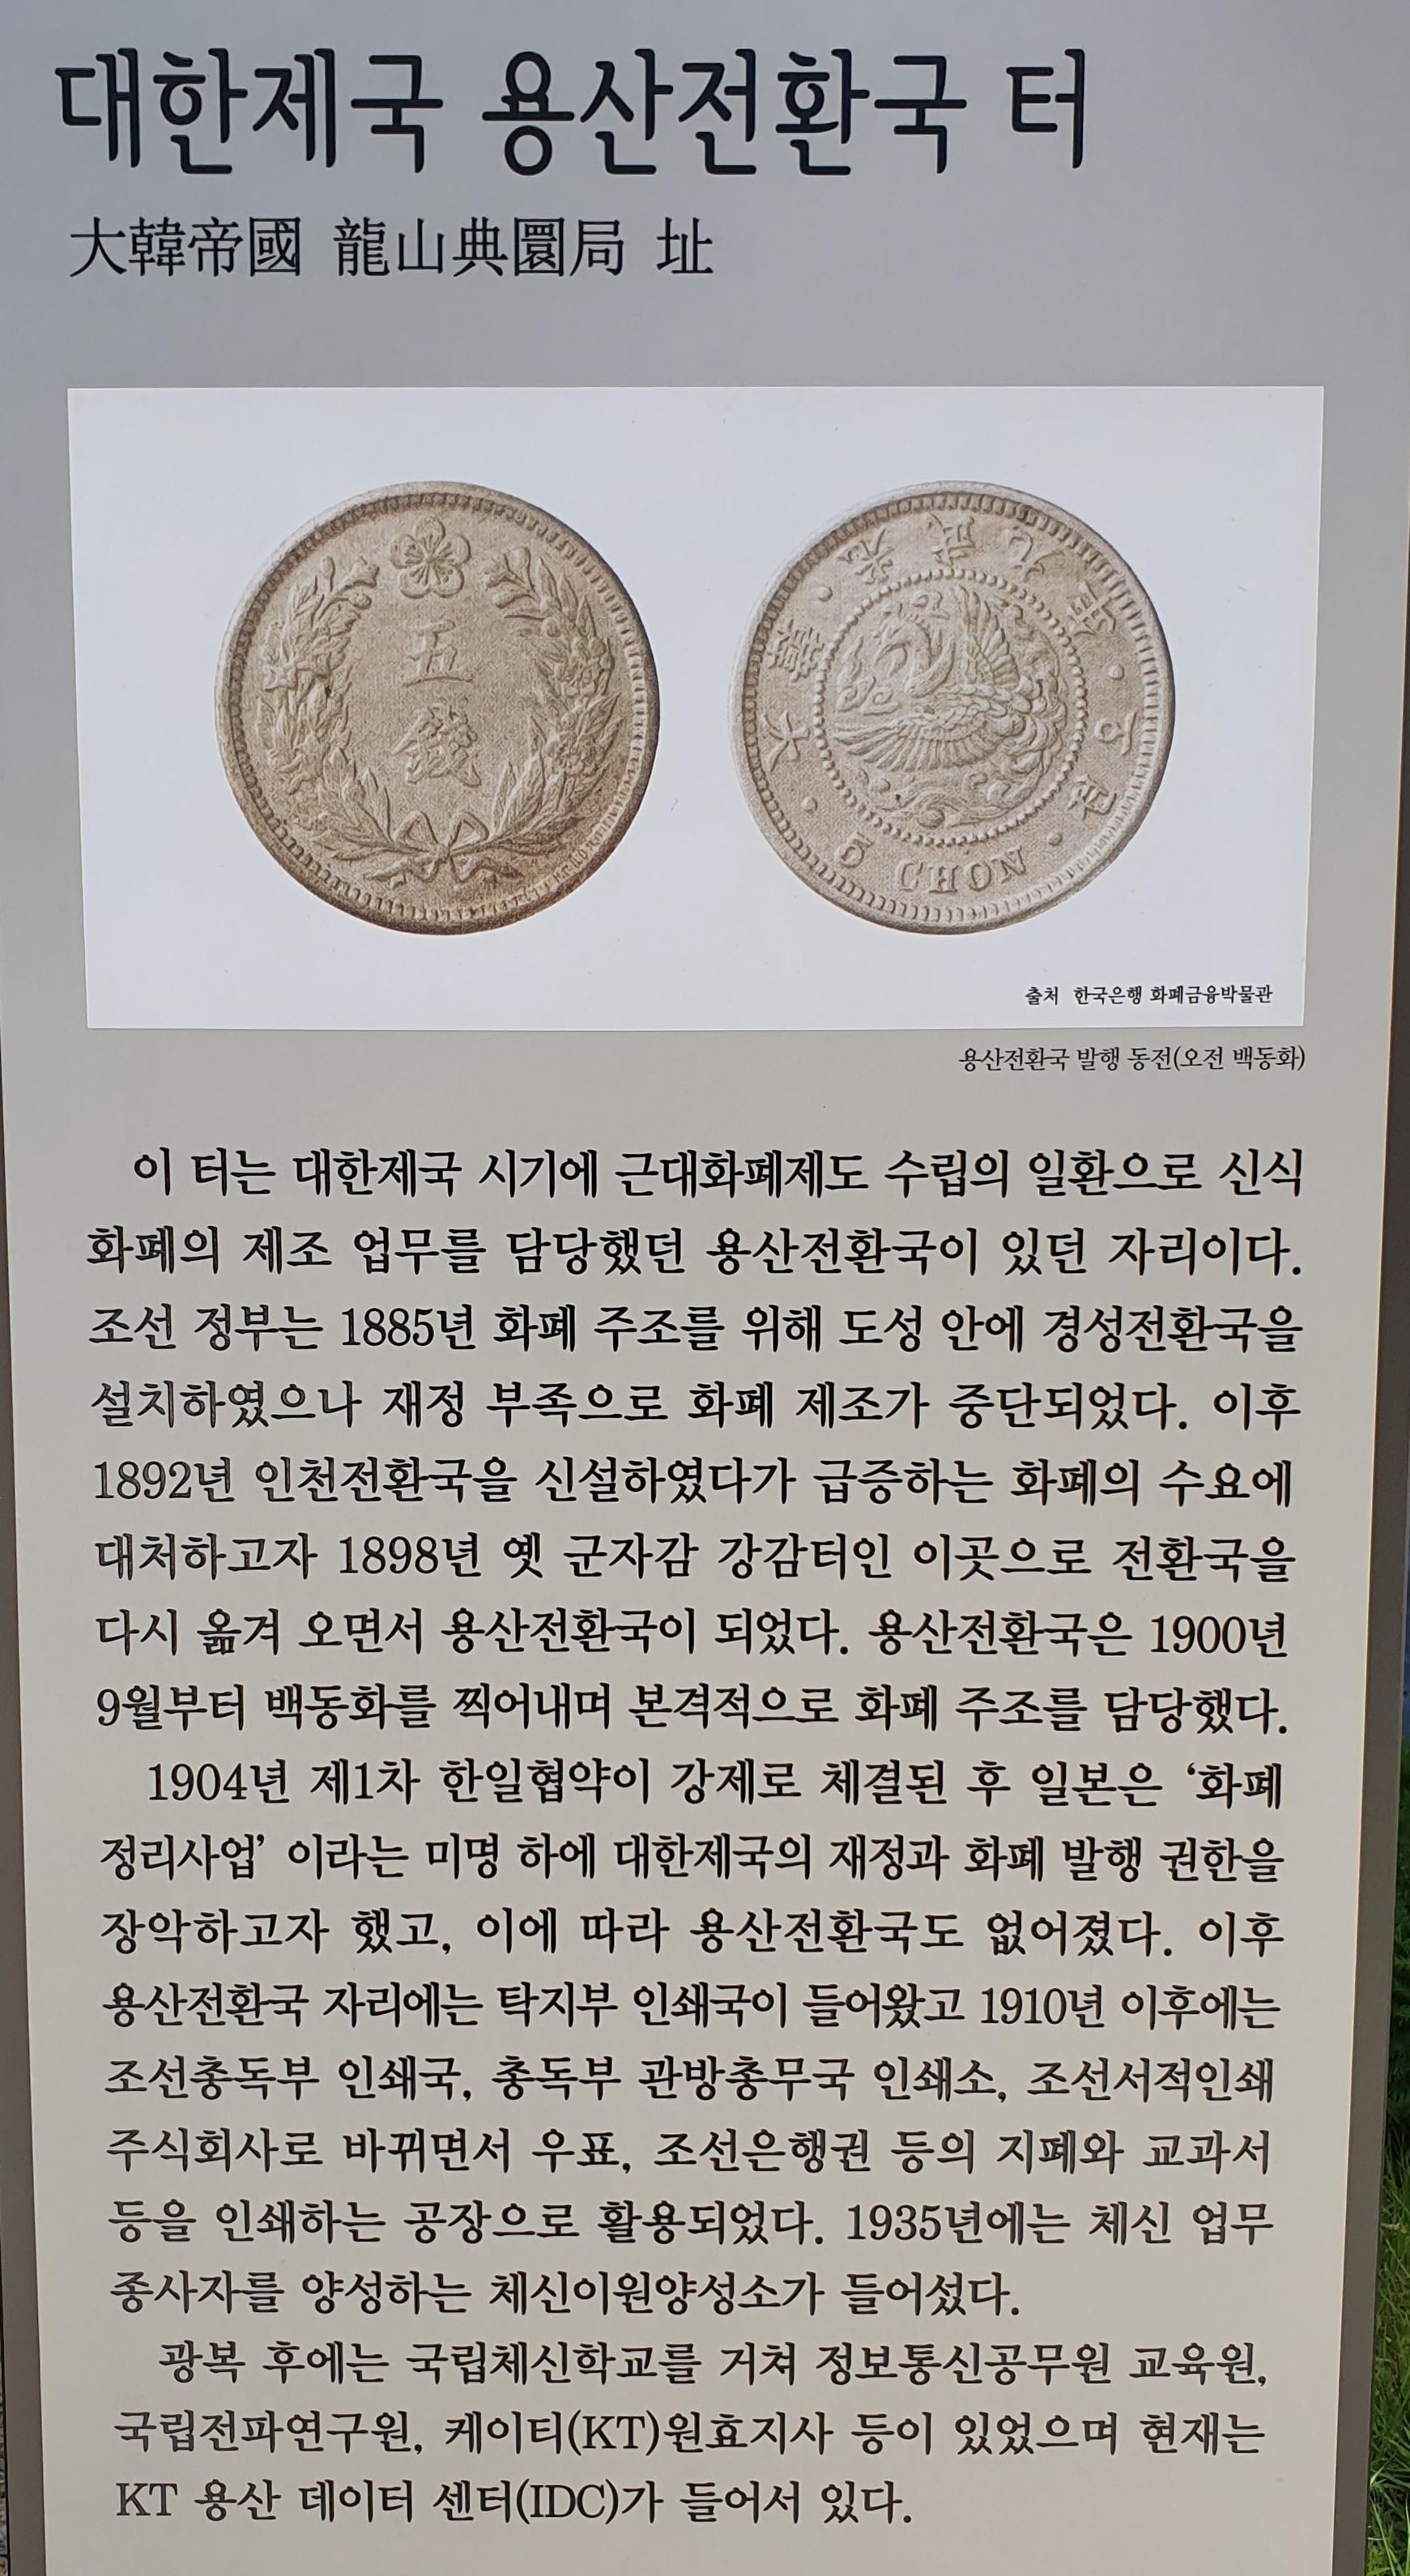 대한제국 용산전환국 터
大韓帝國 龍山典圜局 址
五
錢
大韓 · 光武九年 · 오전 · 5 CHON ·
출처 한국은행 화폐금융박물관
용산전환국 발행 동전(오전 백동화)
이 터는 대한제국 시기에 근대화폐제도 수립의 일환으로 신식
화폐의 제조 업무를 담당했던 용산전환국이 있던 자리이다.
조선 정부는 1885년 화폐 주조를 위해 도성 안에 경성전환국을
설치하였으나 재정 부족으로 화폐 제조가 중단되었다. 이후
1892년 인천전환국을 신설하였다가 급증하는 화폐의 수요에
대처하고자 1898년 옛 군자감 강감터인 이곳으로 전환국을
다시 옮겨 오면서 용산전환국이 되었다. 용산전환국은 1900년
9월부터 백동화를 찍어내며 본격적으로 화폐 주조를 담당했다.
1904년 제1차 한일협약이 강제로 체결된 후 일본은 ‘화폐
정리사업’ 이라는 미명 하에 대한제국의 재정과 화폐 발행 권한을
장악하고자 했고, 이에 따라 용산전환국도 없어졌다. 이후
용산전환국 자리에는 탁지부 인쇄국이 들어왔고 1910년 이후에는
조선총독부 인쇄국, 총독부 관방총무국 인쇄소, 조선서적인쇄
주식회사로 바뀌면서 우표, 조선은행권 등의 지폐와 교과서
등을 인쇄하는 공장으로 활용되었다. 1935년에는 체신 업무
종사자를 양성하는 체신이원양성소가 들어섰다.
광복 후에는 국립체신학교를 거쳐 정보통신공무원 교육원,
국립전파연구원, 케이티(KT)원효지사 등이 있었으며 현재는
KT 용산 데이터 센터(IDC)가 들어서 있다.